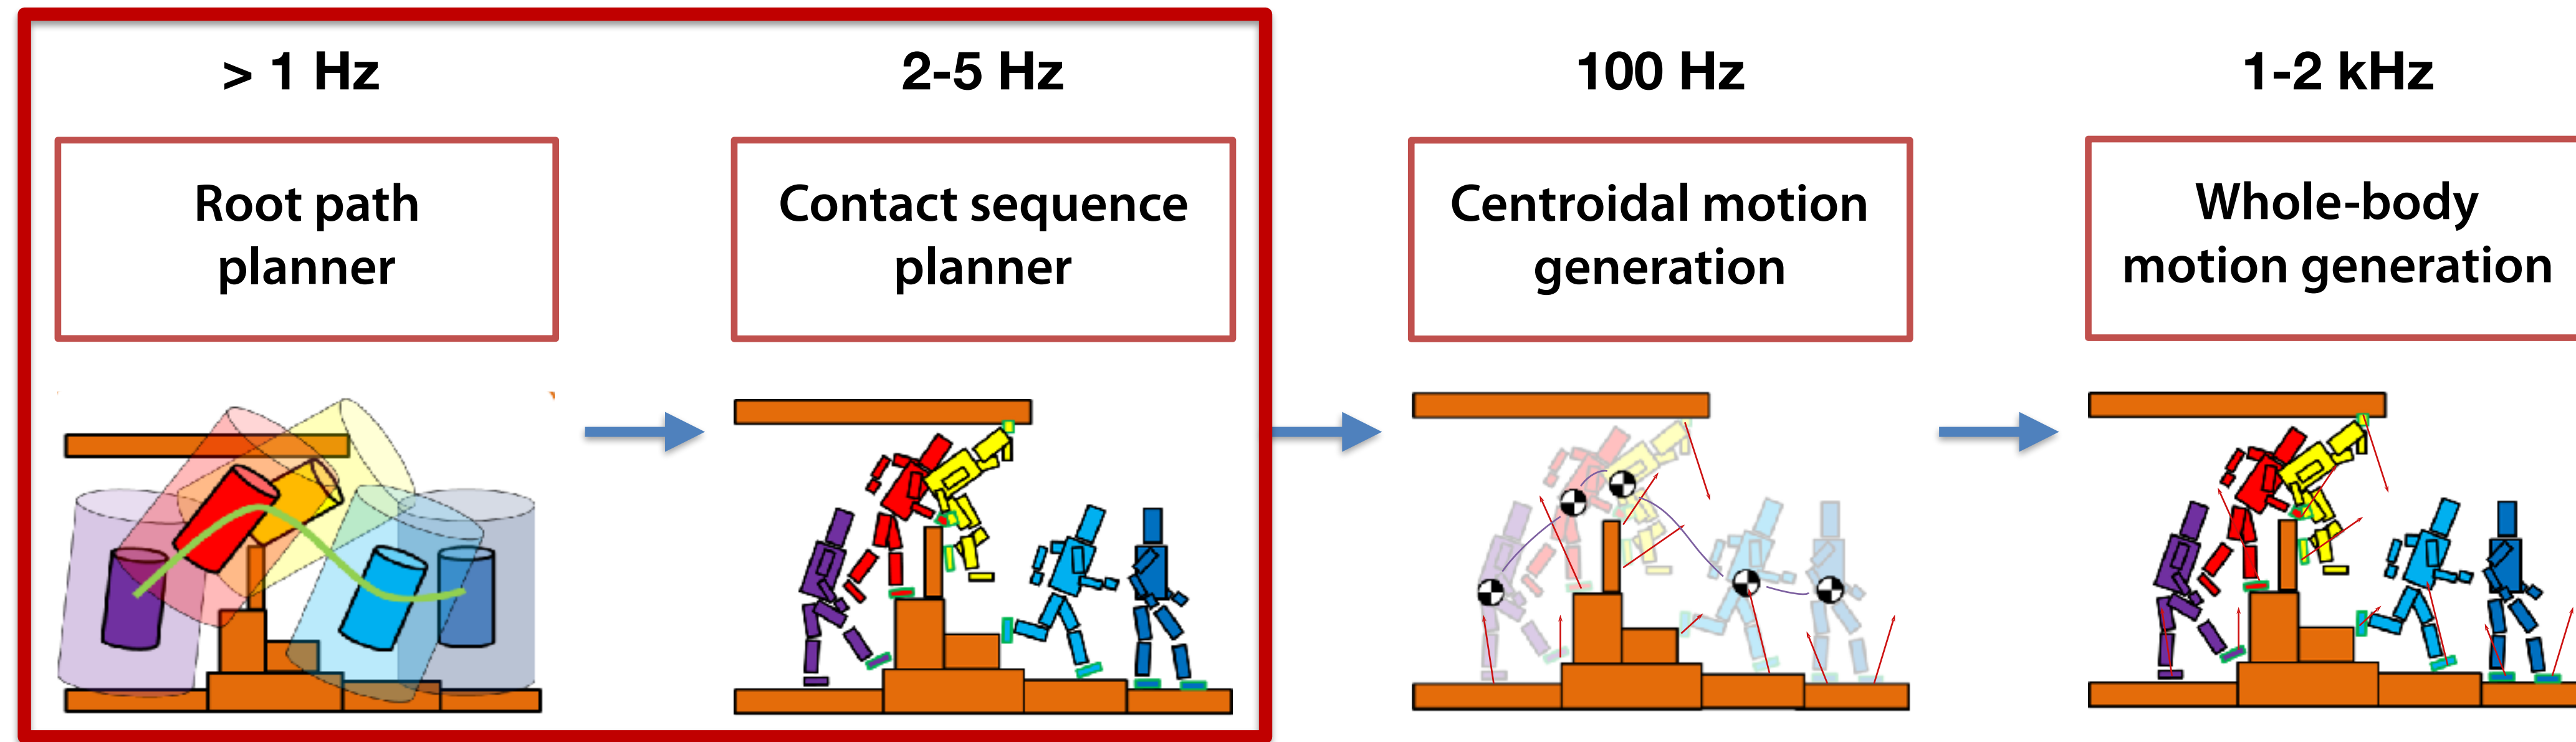 > 1 Hz
2-5 Hz
100 Hz
1-2 kHz
Root path
planner
Contact sequence
planner
Centroidal motion
generation
Whole-body
motion generation